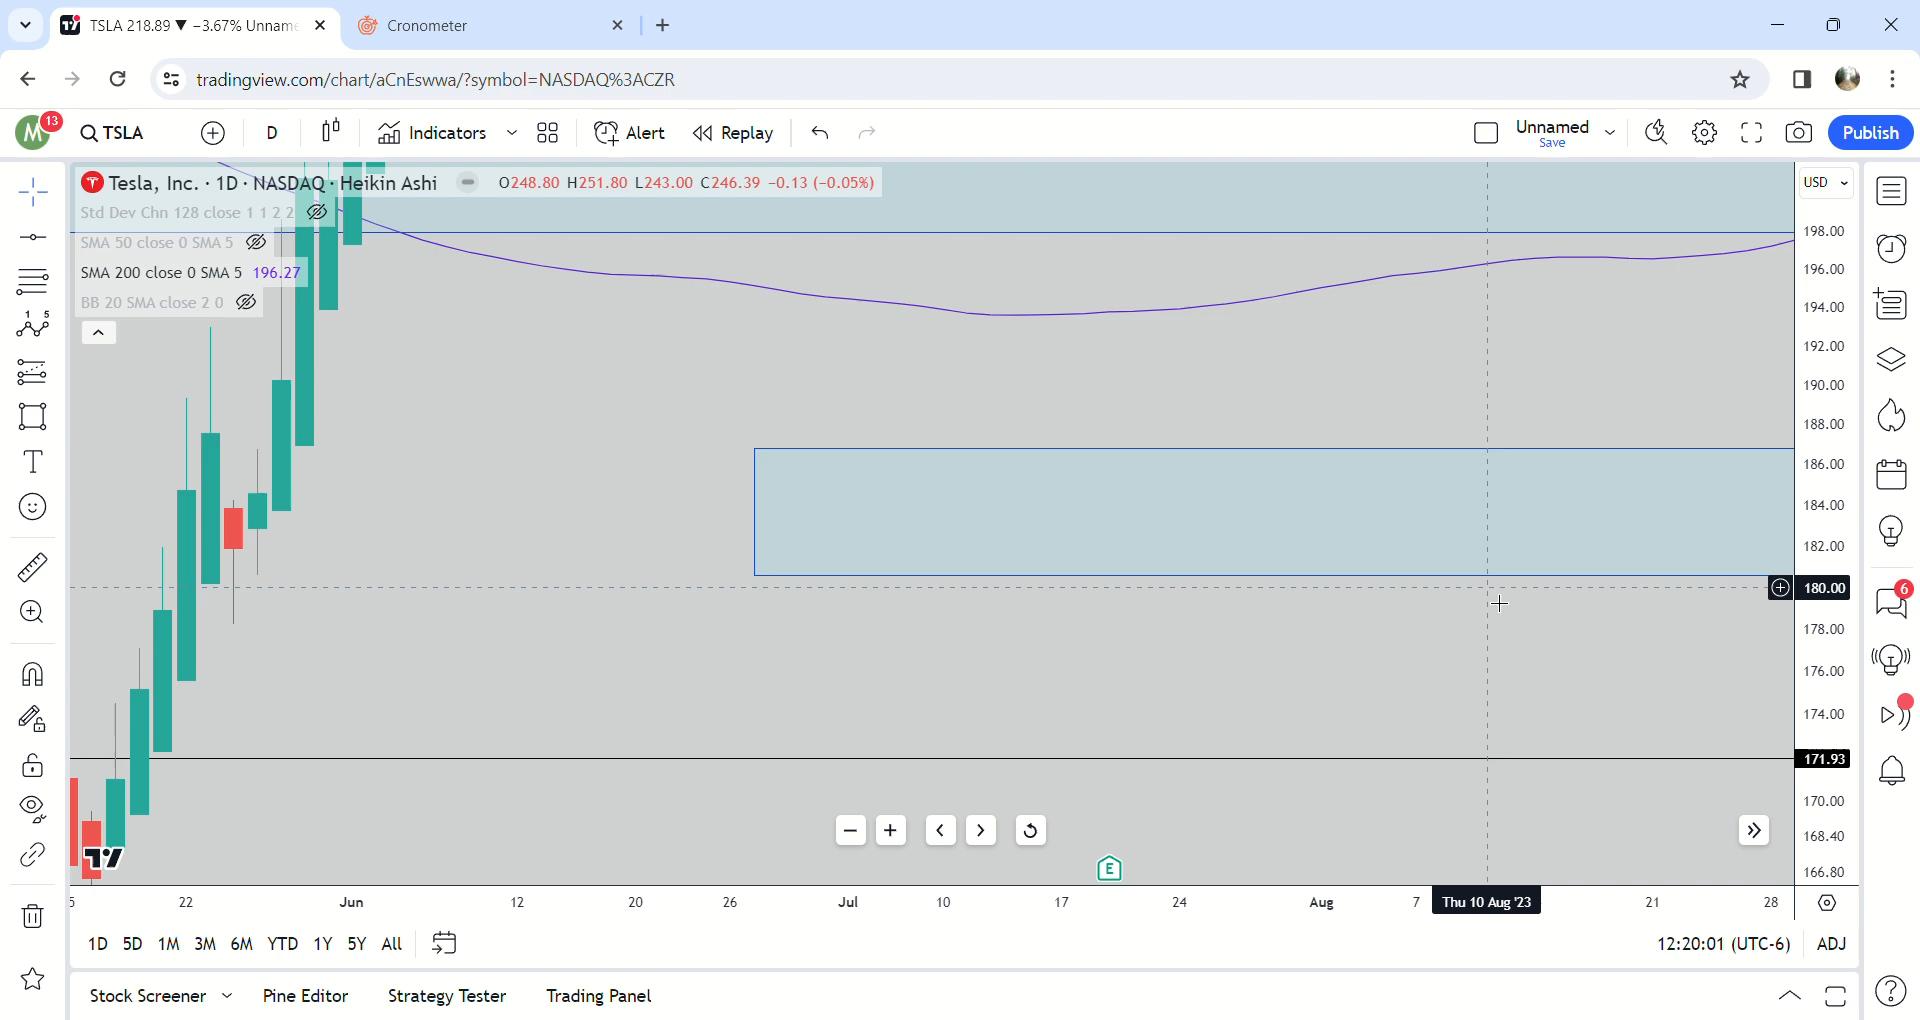 TSLA 218.89 ▼ −3.67% Unnam
Cronometer
tradingview.com/chart/aCnEswwa/?symbol=NASDAQ%3ACZR
M 13
TSLA
D
Indicators
Alert
Replay
Unnamed
Save
Publish
Tesla, Inc. · 1D · NASDAQ · Heikin Ashi O248.80 H251.80 L243.00 C246.39 −0.13 (−0.05%)
USD
Std Dev Chn 128 close 1 1 2 2
SMA 50 close 0 SMA 5
SMA 200 close 0 SMA 5 196.27
BB 20 SMA close 2 0
198.00
196.00
194.00
192.00
190.00
188.00
186.00
184.00
182.00
180.00
178.00
176.00
174.00
171.93
170.00
168.40
166.80
1 5
6
E
5 22 Jun 12 20 26 Jul 10 17 24 Aug 7 Thu 10 Aug '23 21 28
1D 5D 1M 3M 6M YTD 1Y 5Y All
12:20:01 (UTC-6) ADJ
Stock Screener Pine Editor Strategy Tester Trading Panel